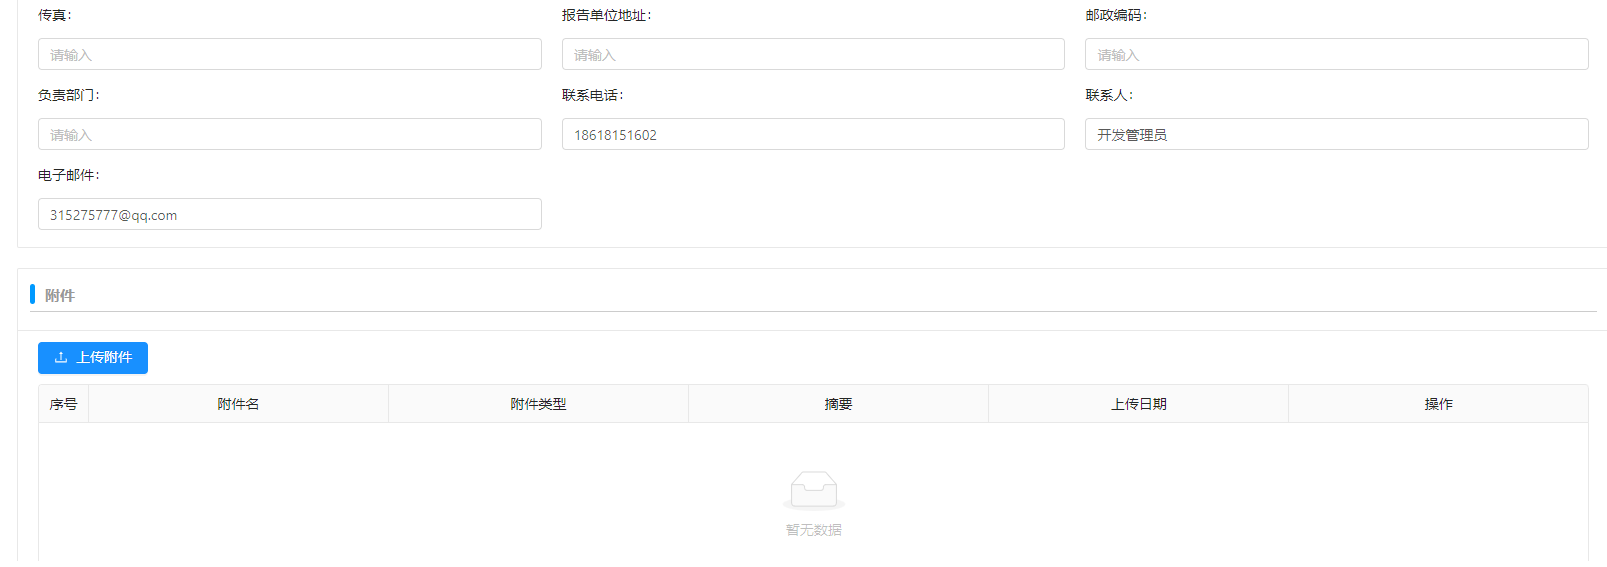 传真： 报告单位地址： 邮政编码：
请输入 请输入 请输入
负责部门： 联系电话： 联系人：
请输入 18618151602 开发管理员
电子邮件：
315275777@qq.com
附件
上传附件
序号 附件名 附件类型 摘要 上传日期 操作
暂无数据